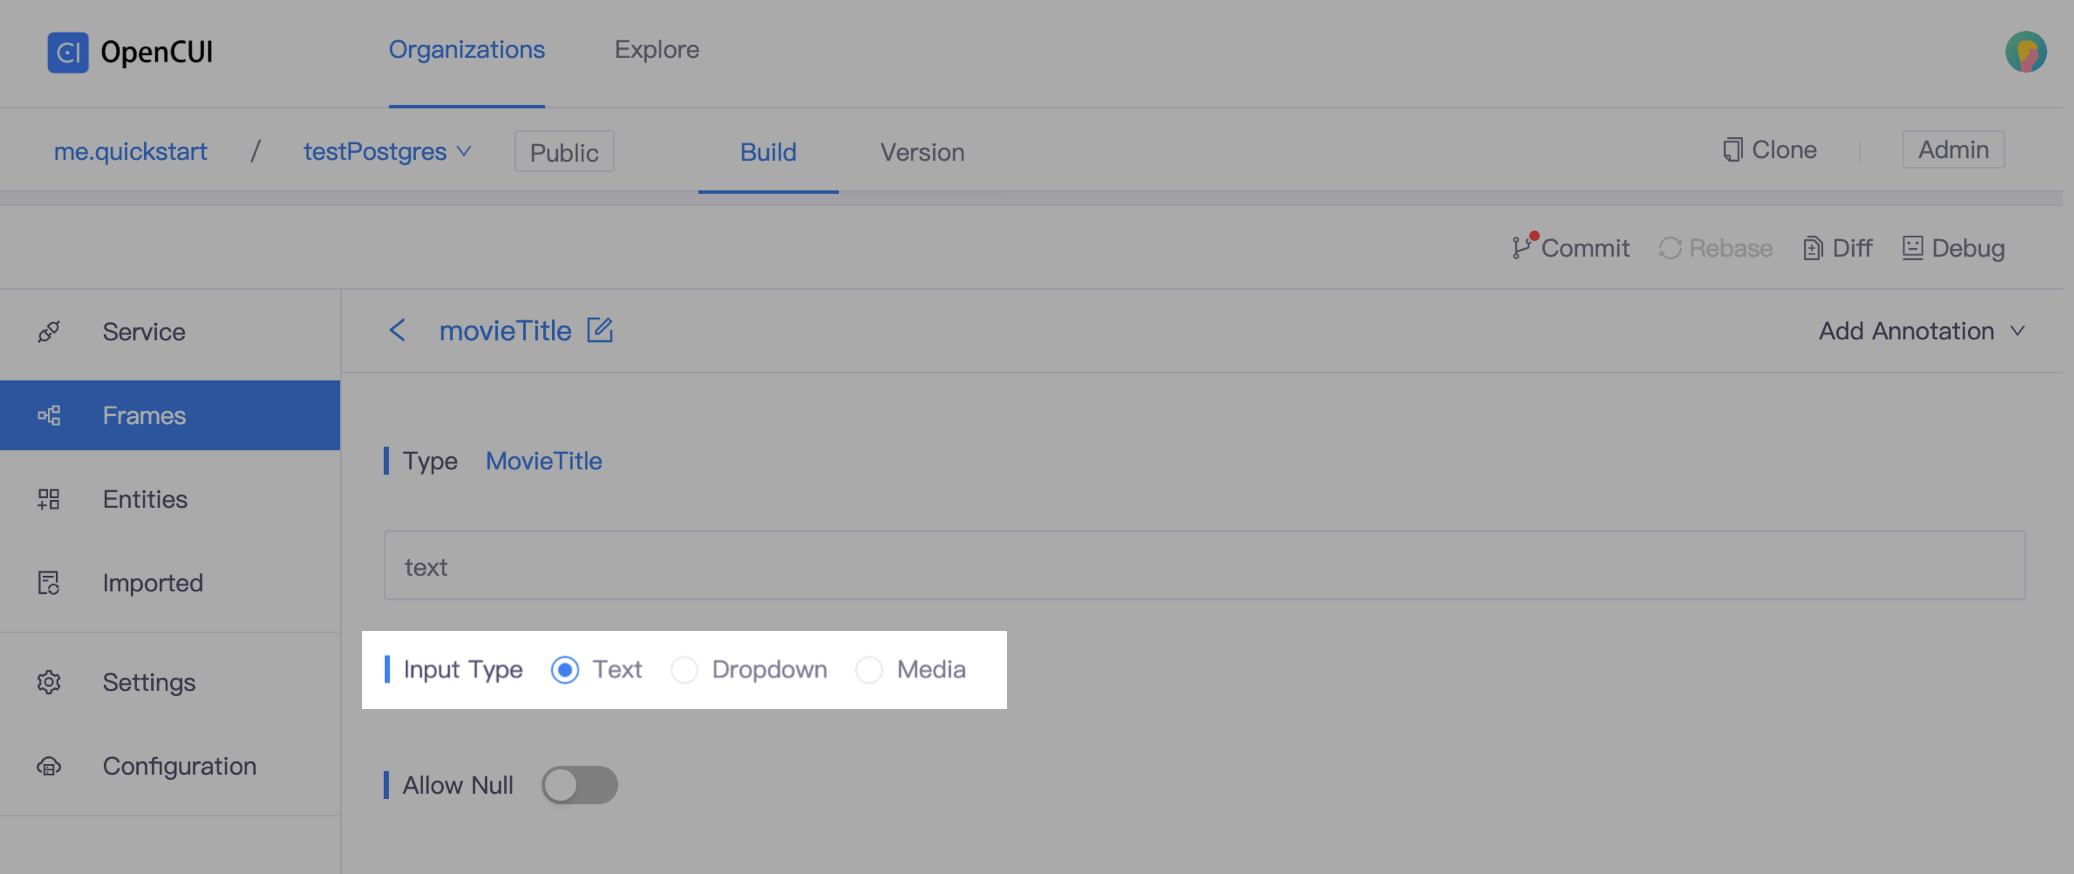 OpenCUI Organizations Explore
me.quickstart / testPostgres Public Build Version Clone Admin
Commit Rebase Diff Debug
Service
movieTitle Add Annotation
Frames
Type MovieTitle
Entities
text
Imported
Input Type Text Dropdown Media
Settings
Configuration
Allow Null